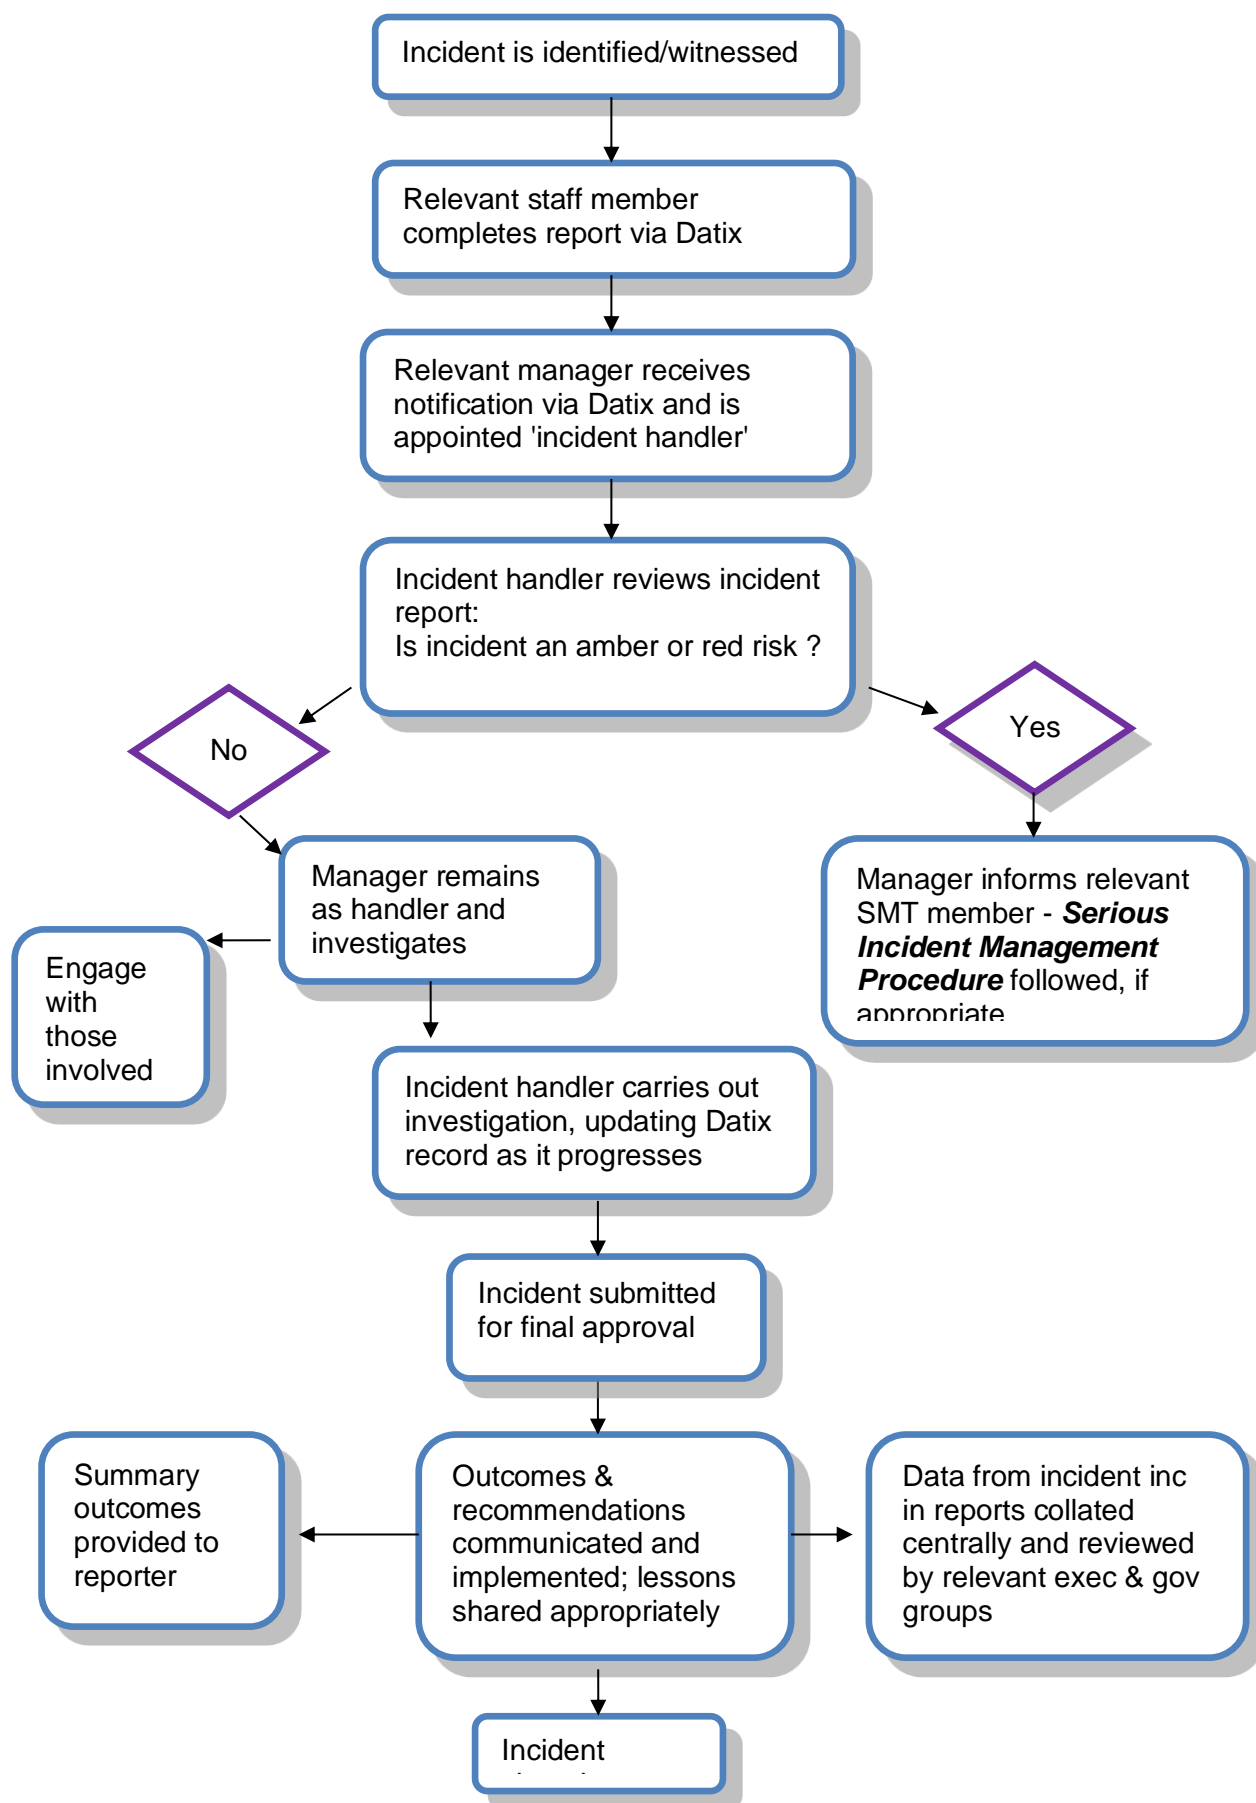 Incident is identified/witnessed
Relevant staff member
completes report via Datix
Relevant manager receives
notification via Datix and is
appointed 'incident handler'
Incident handler reviews incident
report:
Is incident an amber or red risk ?
No
Yes
Manager remains
as handler and
investigates
Manager informs relevant
SMT member - Serious
Incident Management
Procedure followed, if
appropriate
Engage
with
those
involved
Incident handler carries out
investigation, updating Datix
record as it progresses
Incident submitted
for final approval
Summary
outcomes
provided to
reporter
Outcomes &
recommendations
communicated and
implemented; lessons
shared appropriately
Data from incident inc
in reports collated
centrally and reviewed
by relevant exec & gov
groups
Incident